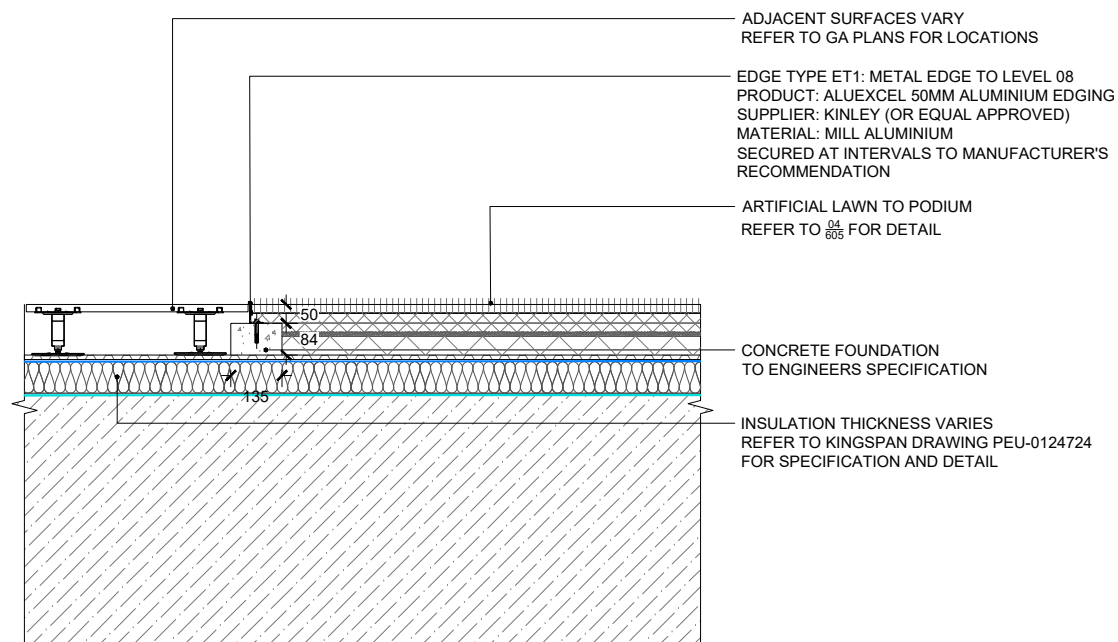 ADJACENT SURFACES VARY
REFER TO GA PLANS FOR LOCATIONS
EDGE TYPE ET1: METAL EDGE TO LEVEL 08
PRODUCT: ALUEXCEL 50MM ALUMINIUM EDGING
SUPPLIER: KINLEY (OR EQUAL APPROVED)
MATERIAL: MILL ALUMINIUM
SECURED AT INTERVALS TO MANUFACTURER'S
RECOMMENDATION
ARTIFICIAL LAWN TO PODIUM
REFER TO 04/605 FOR DETAIL
50
84
135
CONCRETE FOUNDATION
TO ENGINEERS SPECIFICATION
INSULATION THICKNESS VARIES
REFER TO KINGSPAN DRAWING PEU-0124724
FOR SPECIFICATION AND DETAIL